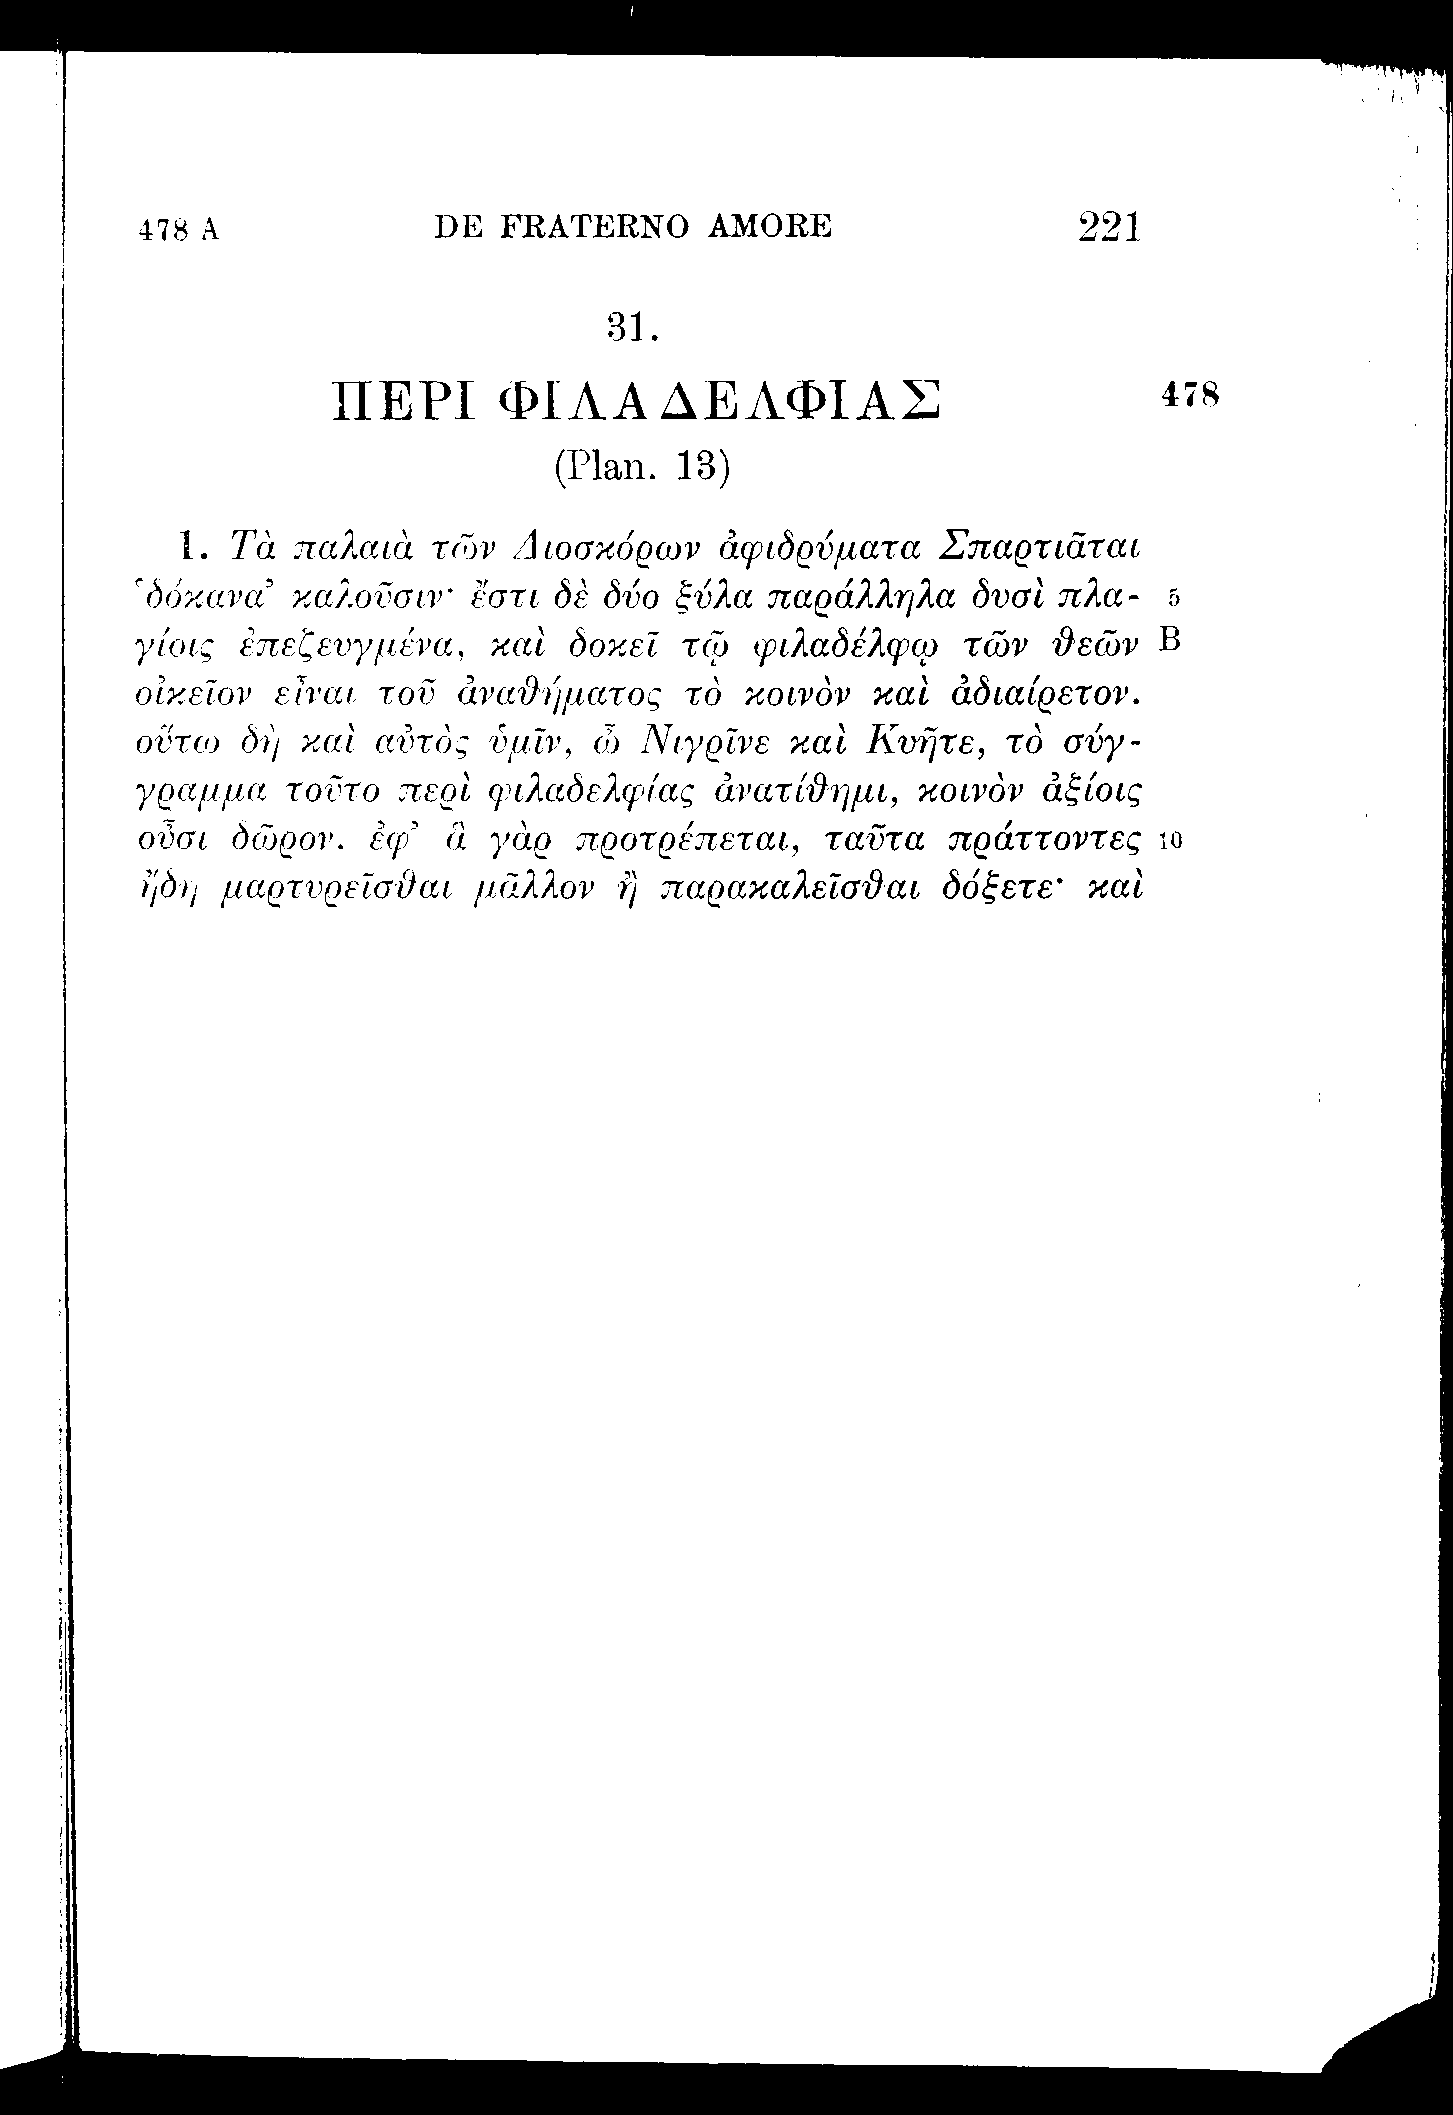 478 A DE FRATERNO AMORE 221
31.
ΠΕΡΙ ΦΙΛΑΔΕΛΦΙΑΣ 478
(Plan. 13)
1. Τὰ παλαιὰ τῶν Διοσκόρων ἀφιδρύματα Σπαρτιᾶται
‘δόκανα’ καλοῦσιν· ἔστι δὲ δύο ξύλα παράλληλα δυσὶ πλα- 5
γίοις ἐπεζευγμένα, καὶ δοκεῖ τῷ φιλαδέλφῳ τῶν θεῶν B
οἰκεῖον εἶναι τοῦ ἀναθήματος τὸ κοινὸν καὶ ἀδιαίρετον.
οὕτω δὴ καὶ αὐτὸς ὑμῖν, ὦ Νιγρῖνε καὶ Κυῆτε, τὸ σύγ-
γραμμα τοῦτο περὶ φιλαδελφίας ἀνατίθημι, κοινὸν ἀξίοις
οὖσι δῶρον. ἐφ’ ἃ γὰρ προτρέπεται, ταῦτα πράττοντες 10
ἤδη μαρτυρεῖσθαι μᾶλλον ἢ παρακαλεῖσθαι δόξετε· καὶ